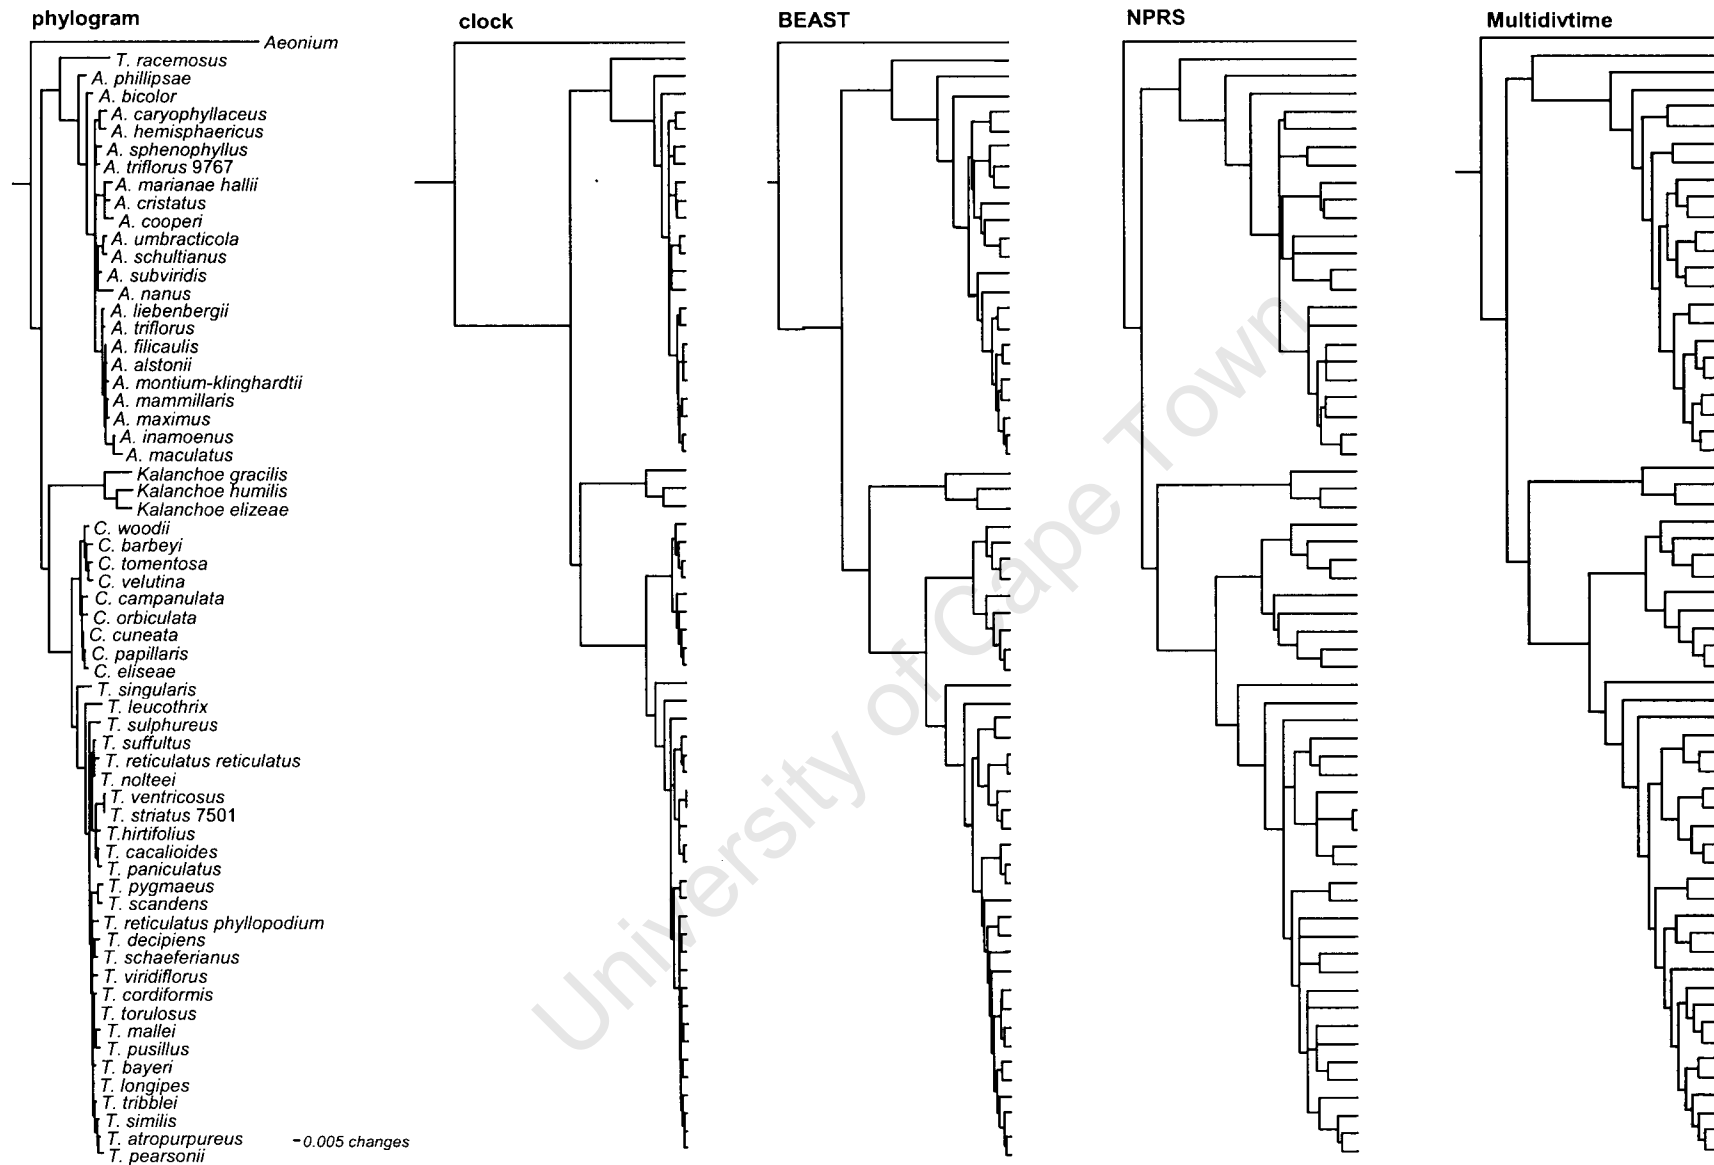 phylogram
clock
BEAST
NPRS
Multidivtime
Aeonium
T. racemosus
A. phillipsae
A. bicolor
A. caryophyllaceus
A. hemisphaericus
A. sphenophyllus
A. triflorus 9767
A. marianae hallii
A. cristatus
A. cooperi
A. umbracticola
A. schultianus
A. subviridis
A. nanus
A. liebenbergii
A. triflorus
A. filicaulis
A. alstonii
A. montium-klinghardtii
A. mammillaris
A. maximus
A. inamoenus
A. maculatus
Kalanchoe gracilis
Kalanchoe humilis
Kalanchoe elizeae
C. woodii
C. barbeyi
C. tomentosa
C. velutina
C. campanulata
C. orbiculata
C. cuneata
C. papillaris
C. eliseae
T. singularis
T. leucothrix
T. sulphureus
T. suffultus
T. reticulatus reticulatus
T. nolteei
T. ventricosus
T. striatus 7501
T.hirtifolius
T. cacalioides
T. paniculatus
T. pygmaeus
T. scandens
T. reticulatus phyllopodium
T. decipiens
T. schaeferianus
T. viridiflorus
T. cordiformis
T. torulosus
T. mallei
T. pusillus
T. bayeri
T. longipes
T. tribblei
T. similis
T. atropurpureus
T. pearsonii
0.005 changes
University of Cape Town